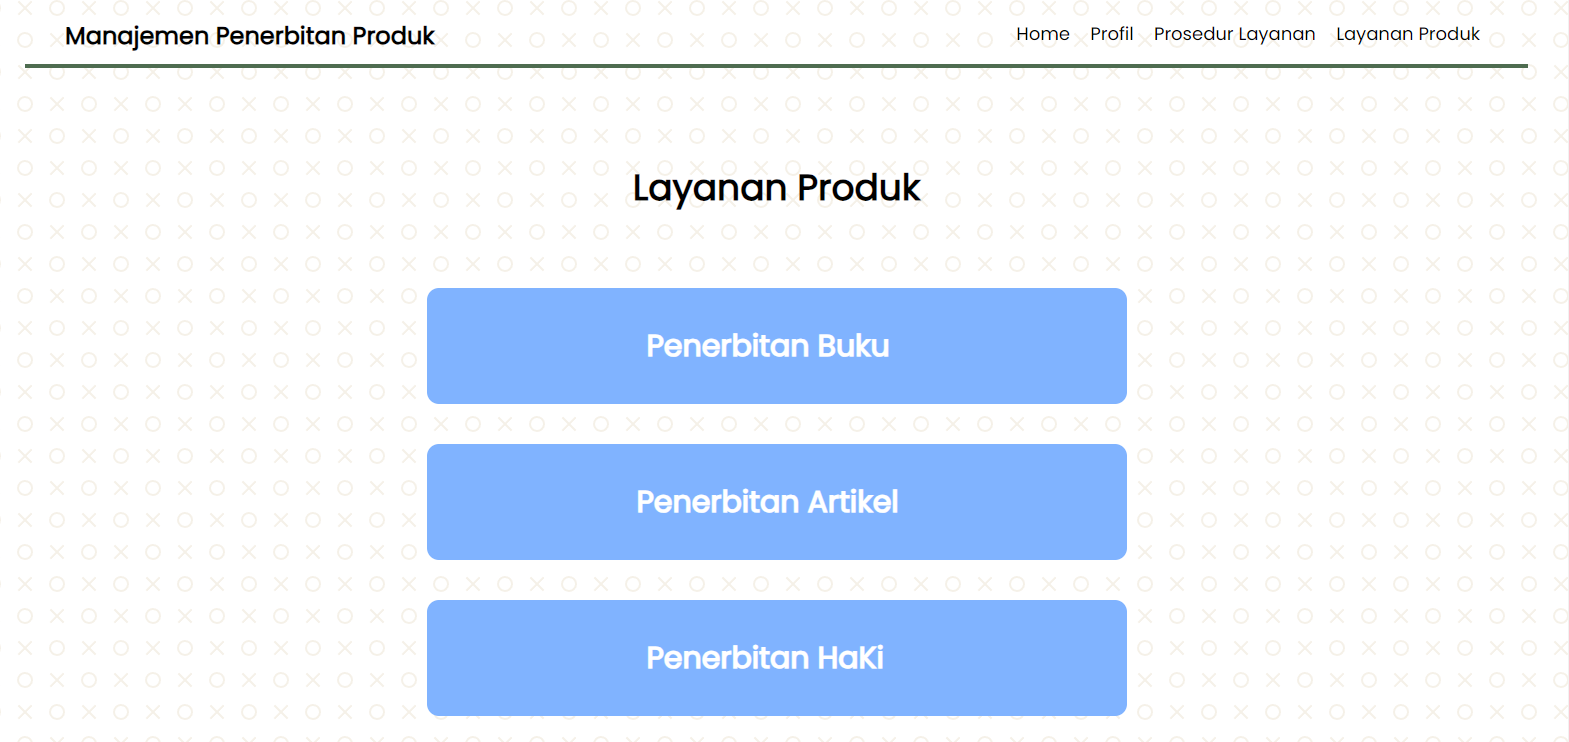 Manajemen Penerbitan Produk
Home Profil Prosedur Layanan Layanan Produk
Layanan Produk
Penerbitan Buku
Penerbitan Artikel
Penerbitan HaKi